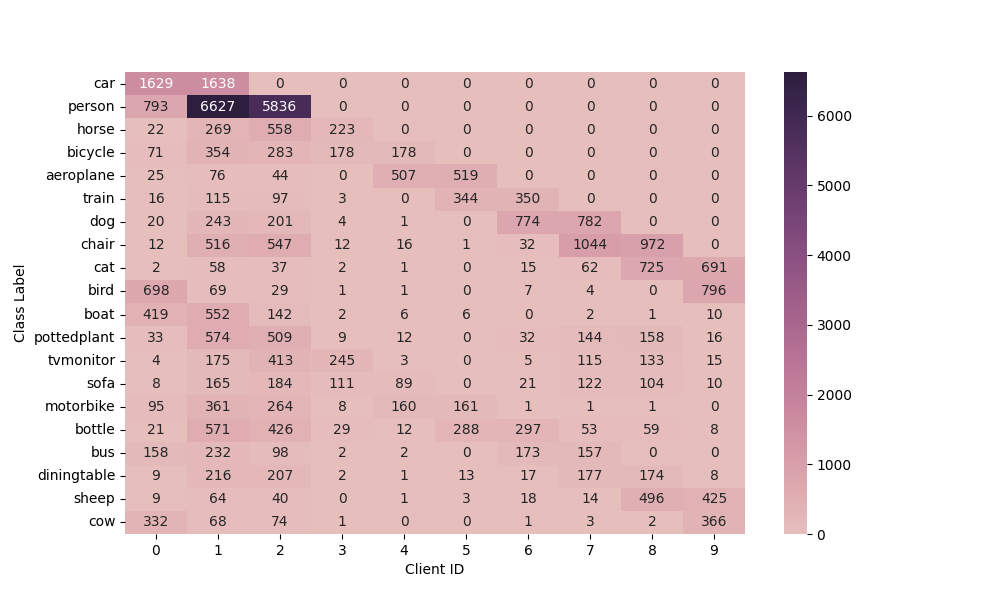 car 1629 1638 0 0 0 0 0 0 0 0
person 793 6627 5836 0 0 0 0 0 0 0
horse 22 269 558 223 0 0 0 0 0 0
bicycle 71 354 283 178 178 0 0 0 0 0
aeroplane 25 76 44 0 507 519 0 0 0 0
train 16 115 97 3 0 344 350 0 0 0
dog 20 243 201 4 1 0 774 782 0 0
chair 12 516 547 12 16 1 32 1044 972 0
cat 2 58 37 2 1 0 15 62 725 691
bird 698 69 29 1 1 0 7 4 0 796
boat 419 552 142 2 6 6 0 2 1 10
pottedplant 33 574 509 9 12 0 32 144 158 16
tvmonitor 4 175 413 245 3 0 5 115 133 15
sofa 8 165 184 111 89 0 21 122 104 10
motorbike 95 361 264 8 160 161 1 1 1 0
bottle 21 571 426 29 12 288 297 53 59 8
bus 158 232 98 2 2 0 173 157 0 0
diningtable 9 216 207 2 1 13 17 177 174 8
sheep 9 64 40 0 1 3 18 14 496 425
cow 332 68 74 1 0 0 1 3 2 366
0 1 2 3 4 5 6 7 8 9
Client ID
Class Label
6000
5000
4000
3000
2000
1000
0